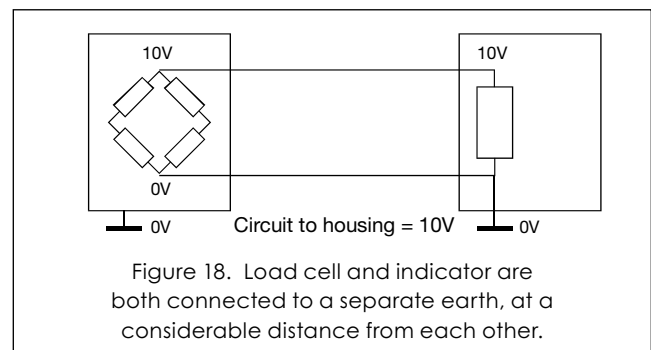 10V
10V
0V
0V
Circuit to housing = 10V
0V
Figure 18. Load cell and indicator are
both connected to a separate earth, at a
considerable distance from each other.